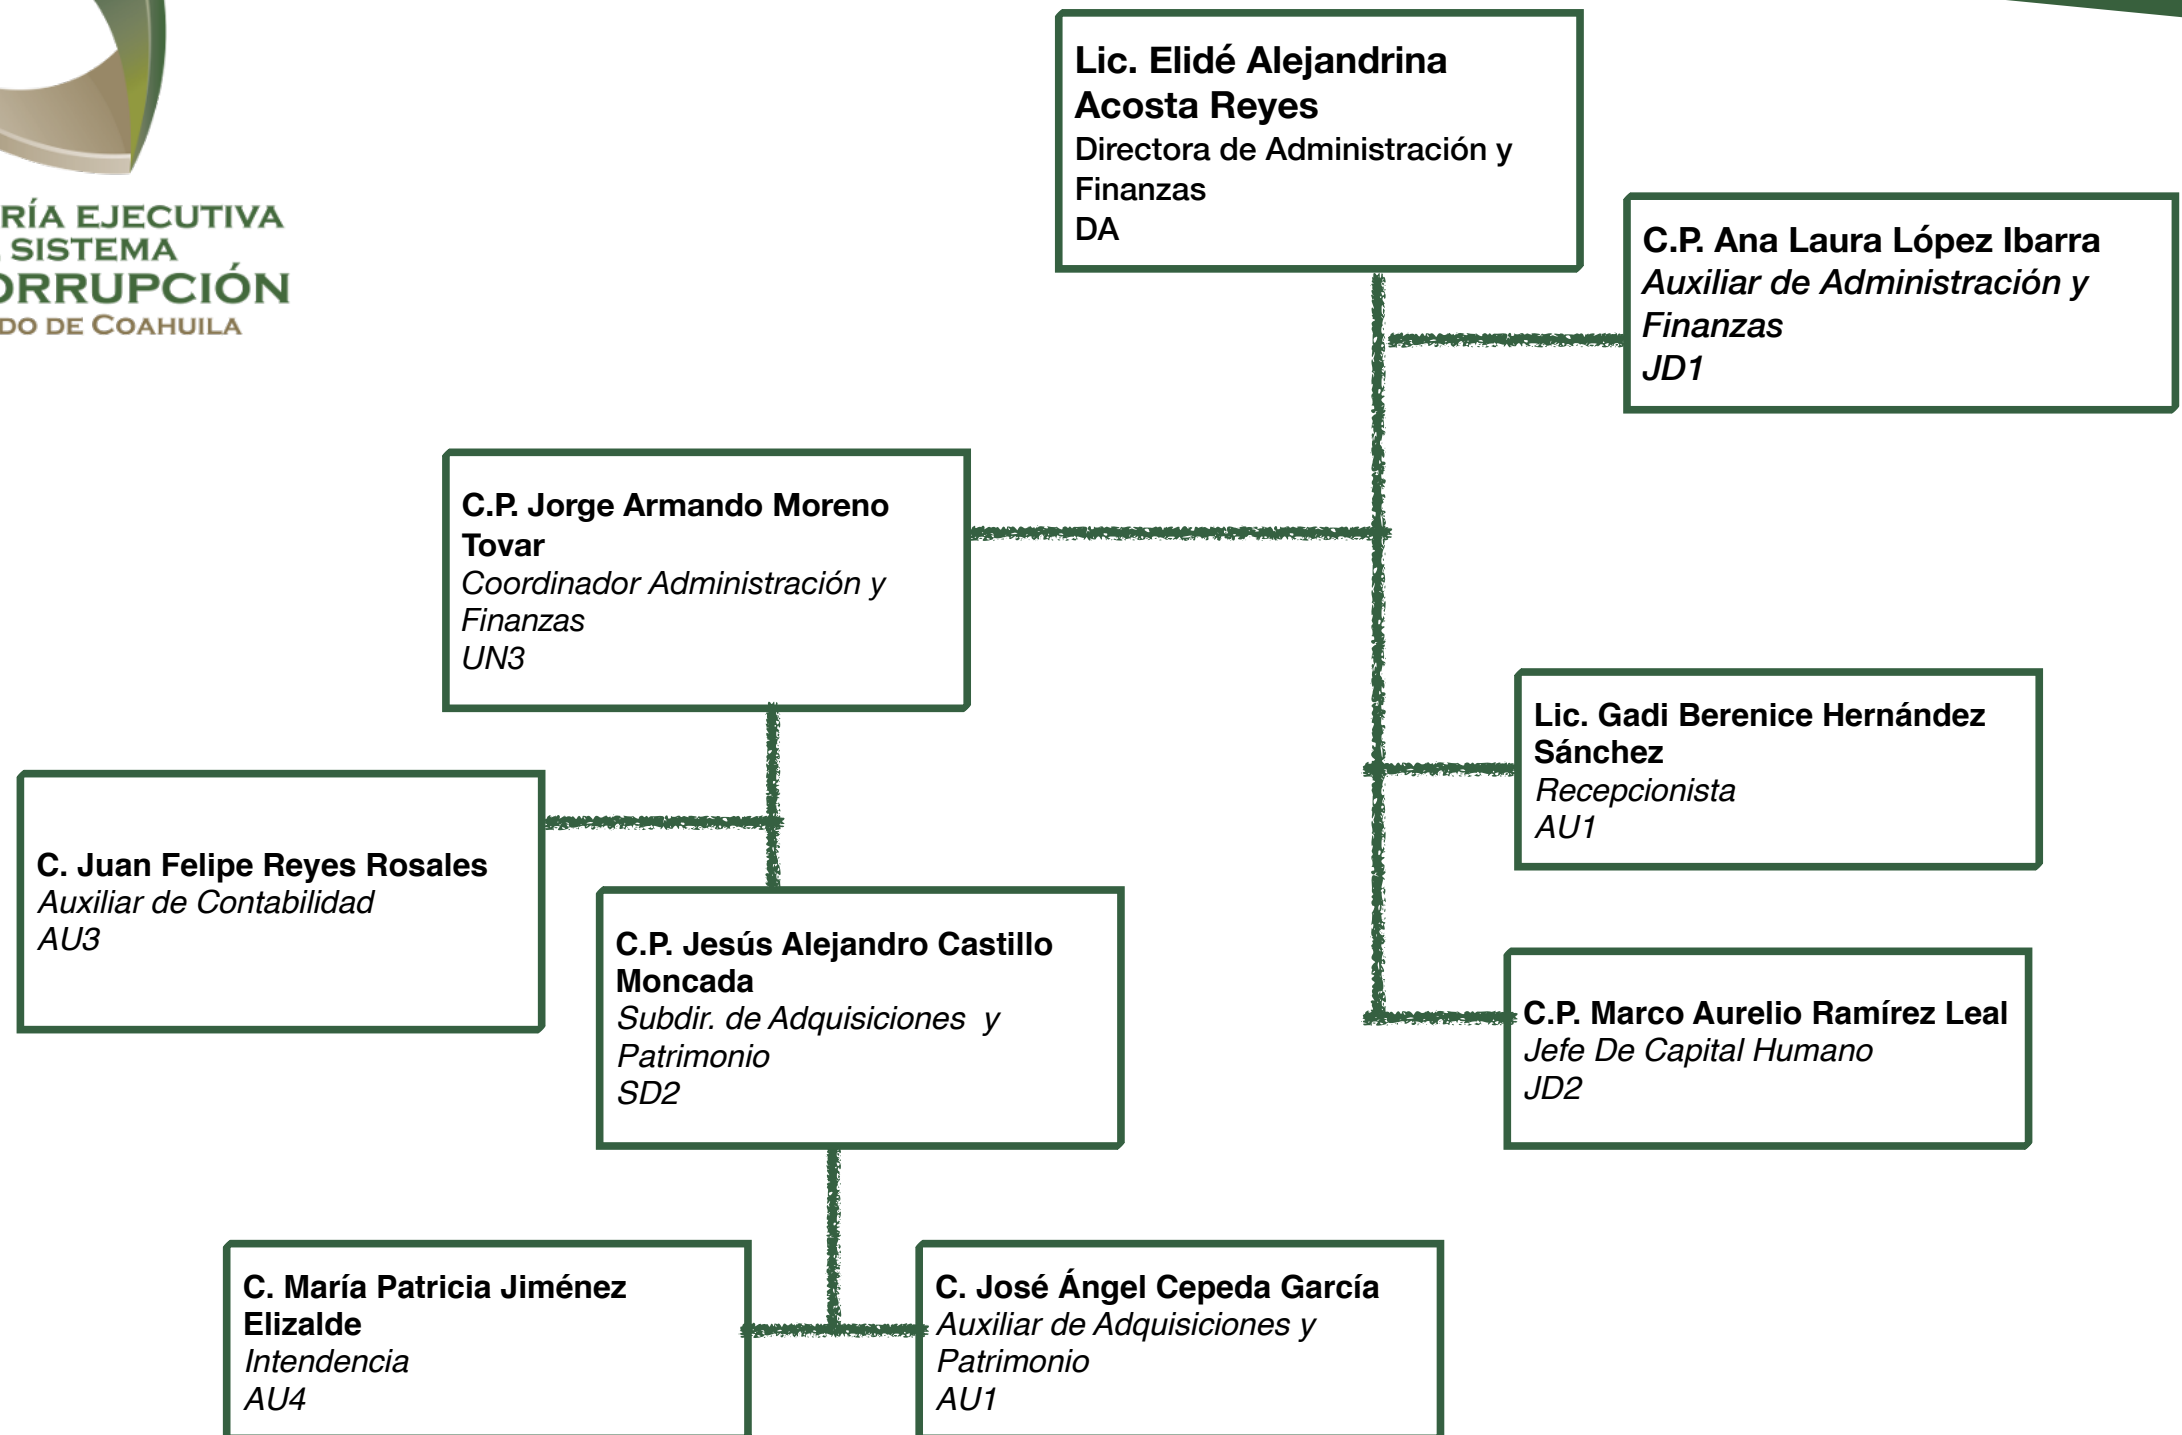 RÍA EJECUTIVA
SISTEMA
ORRUPCIÓN
DO DE COAHUILA
Lic. Elidé Alejandrina
Acosta Reyes
Directora de Administración y
Finanzas
DA
C.P. Ana Laura López Ibarra
Auxiliar de Administración y
Finanzas
JD1
C.P. Jorge Armando Moreno
Tovar
Coordinador Administración y
Finanzas
UN3
Lic. Gadi Berenice Hernández
Sánchez
Recepcionista
AU1
C. Juan Felipe Reyes Rosales
Auxiliar de Contabilidad
AU3
C.P. Jesús Alejandro Castillo
Moncada
Subdir. de Adquisiciones  y
Patrimonio
SD2
C.P. Marco Aurelio Ramírez Leal
Jefe De Capital Humano
JD2
C. María Patricia Jiménez
Elizalde
Intendencia
AU4
C. José Ángel Cepeda García
Auxiliar de Adquisiciones y
Patrimonio
AU1